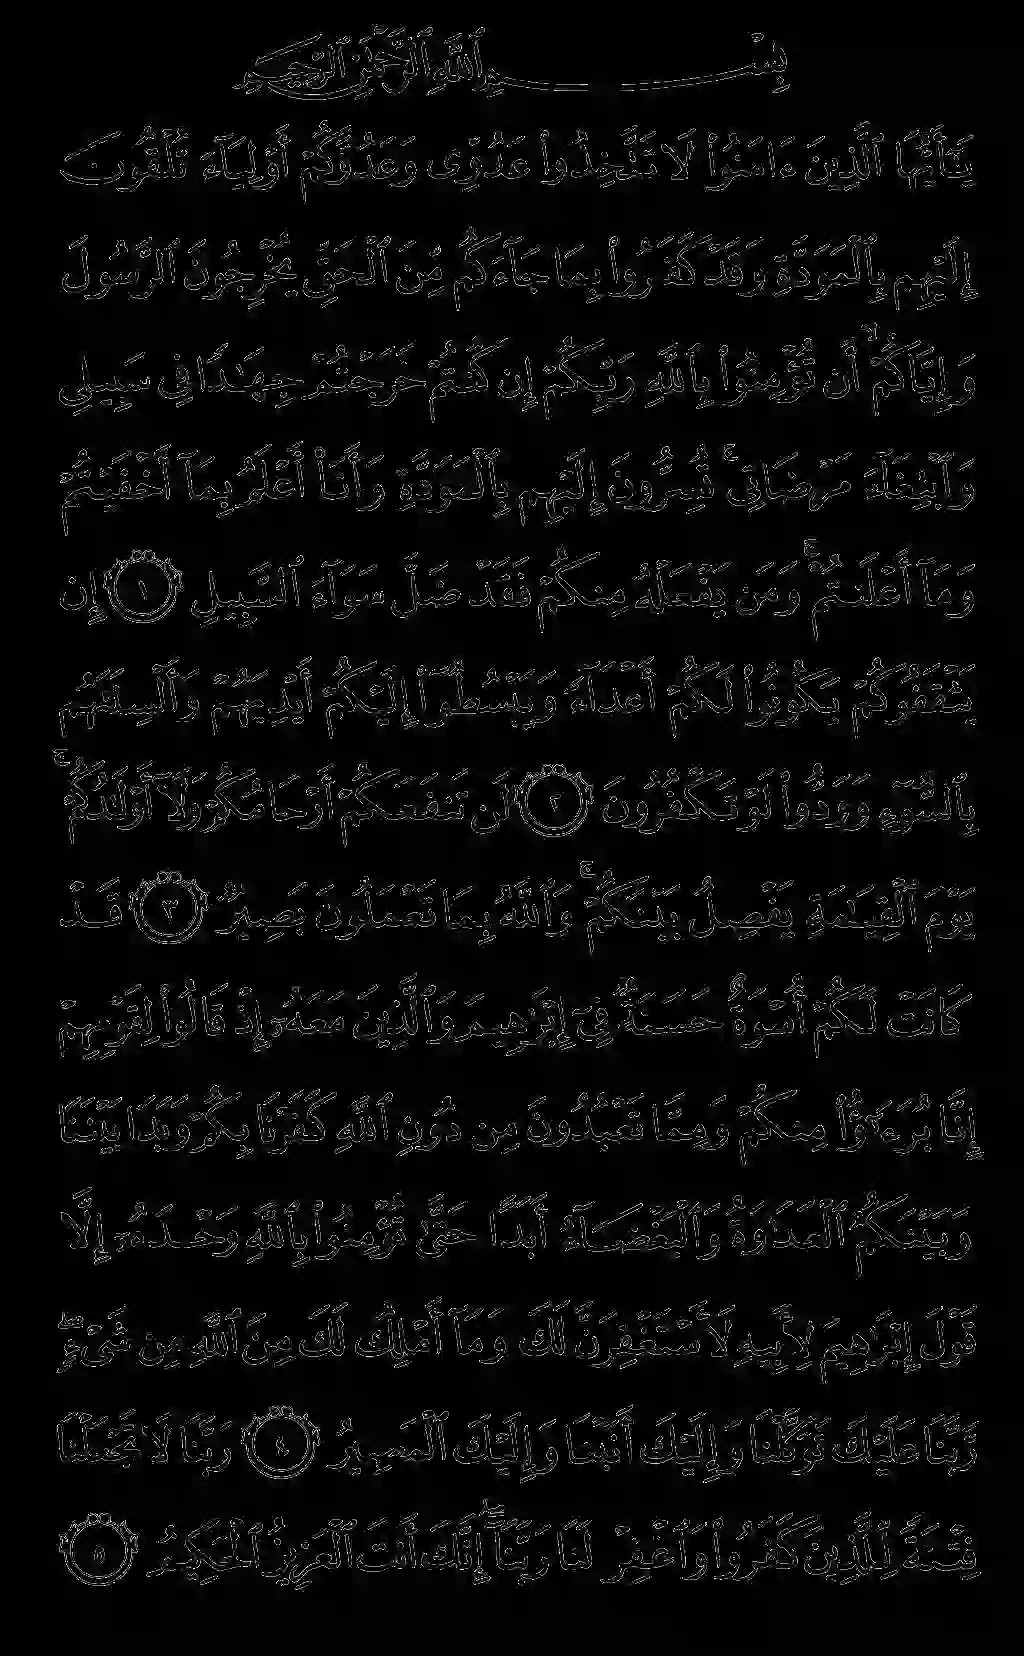 بِسْمِ ٱللَّهِ ٱلرَّحْمَٰنِ ٱلرَّحِيمِ
يَٰٓأَيُّهَا ٱلَّذِينَ ءَامَنُوا۟ لَا تَتَّخِذُوا۟ عَدُوِّى وَعَدُوَّكُمْ أَوْلِيَآءَ تُلْقُونَ
إِلَيْهِم بِٱلْمَوَدَّةِ وَقَدْ كَفَرُوا۟ بِمَا جَآءَكُم مِّنَ ٱلْحَقِّ يُخْرِجُونَ ٱلرَّسُولَ
وَإِيَّاكُمْ ۙ أَن تُؤْمِنُوا۟ بِٱللَّهِ رَبِّكُمْ إِن كُنتُمْ خَرَجْتُمْ جِهَٰدًا فِى سَبِيلِى
وَٱبْتِغَآءَ مَرْضَاتِى ۚ تُسِرُّونَ إِلَيْهِم بِٱلْمَوَدَّةِ وَأَنَا۠ أَعْلَمُ بِمَآ أَخْفَيْتُمْ
وَمَآ أَعْلَنتُمْ ۚ وَمَن يَفْعَلْهُ مِنكُمْ فَقَدْ ضَلَّ سَوَآءَ ٱلسَّبِيلِ ١ إِن
يَثْقَفُوكُمْ يَكُونُوا۟ لَكُمْ أَعْدَآءً وَيَبْسُطُوٓا۟ إِلَيْكُمْ أَيْدِيَهُمْ وَأَلْسِنَتَهُم
بِٱلسُّوٓءِ وَوَدُّوا۟ لَوْ تَكْفُرُونَ ٢ لَن تَنفَعَكُمْ أَرْحَامُكُمْ وَلَآ أَوْلَٰدُكُمْ ۚ
يَوْمَ ٱلْقِيَٰمَةِ يَفْصِلُ بَيْنَكُمْ ۚ وَٱللَّهُ بِمَا تَعْمَلُونَ بَصِيرٌ ٣ قَدْ
كَانَتْ لَكُمْ أُسْوَةٌ حَسَنَةٌ فِىٓ إِبْرَٰهِيمَ وَٱلَّذِينَ مَعَهُۥٓ إِذْ قَالُوا۟ لِقَوْمِهِمْ
إِنَّا بُرَءَٰٓؤُا۟ مِنكُمْ وَمِمَّا تَعْبُدُونَ مِن دُونِ ٱللَّهِ كَفَرْنَا بِكُمْ وَبَدَا بَيْنَنَا
وَبَيْنَكُمُ ٱلْعَدَٰوَةُ وَٱلْبَغْضَآءُ أَبَدًا حَتَّىٰ تُؤْمِنُوا۟ بِٱللَّهِ وَحْدَهُۥٓ إِلَّا
قَوْلَ إِبْرَٰهِيمَ لِأَبِيهِ لَأَسْتَغْفِرَنَّ لَكَ وَمَآ أَمْلِكُ لَكَ مِنَ ٱللَّهِ مِن شَىْءٍ ۖ
رَّبَّنَا عَلَيْكَ تَوَكَّلْنَا وَإِلَيْكَ أَنَبْنَا وَإِلَيْكَ ٱلْمَصِيرُ ٤ رَبَّنَا لَا تَجْعَلْنَا
فِتْنَةً لِّلَّذِينَ كَفَرُوا۟ وَٱغْفِرْ لَنَا رَبَّنَآ ۖ إِنَّكَ أَنتَ ٱلْعَزِيزُ ٱلْحَكِيمُ ٥